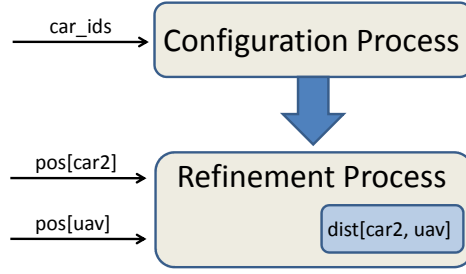 car_ids
Configuration Process
pos[car2]
Refinement Process
pos[uav]
dist[car2, uav]